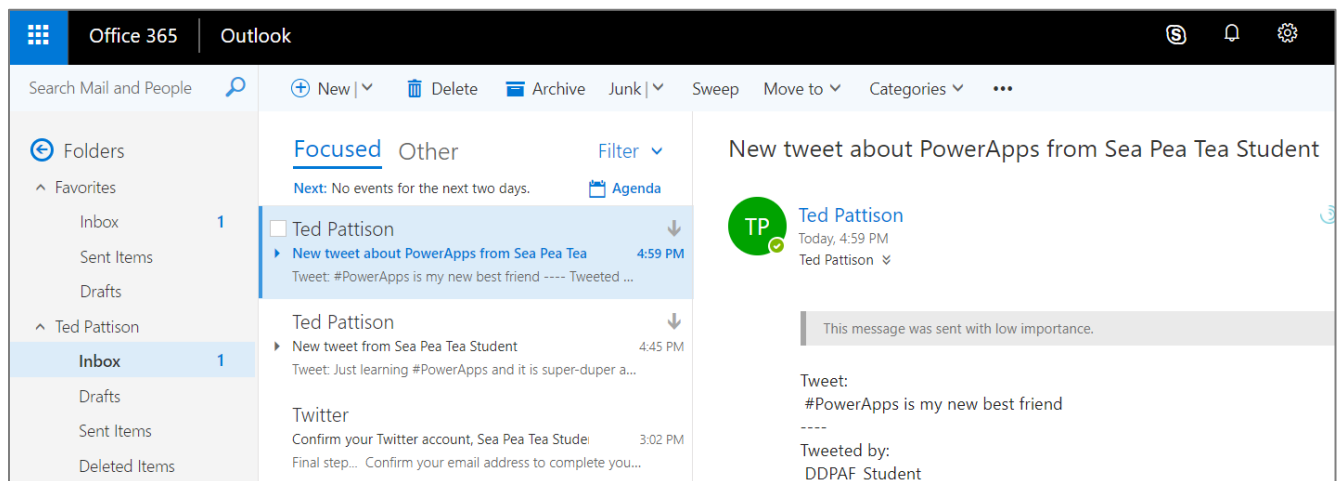 Office 365 Outlook
Search Mail and People
New
Delete
Archive
Junk
Sweep
Move to
Categories
•••
Folders
Favorites
Inbox 1
Sent Items
Drafts
Ted Pattison
Inbox 1
Drafts
Sent Items
Deleted Items
Focused Other Filter
Next: No events for the next two days. Agenda
Ted Pattison
New tweet about PowerApps from Sea Pea Tea 4:59 PM
Tweet: #PowerApps is my new best friend ---- Tweeted ...
Ted Pattison
New tweet from Sea Pea Tea Student 4:45 PM
Tweet: Just learning #PowerApps and it is super-duper a...
Twitter
Confirm your Twitter account, Sea Pea Tea Stude 3:02 PM
Final step... Confirm your email address to complete you...
New tweet about PowerApps from Sea Pea Tea Student
TP
Ted Pattison
Today, 4:59 PM
Ted Pattison
This message was sent with low importance.
Tweet:
#PowerApps is my new best friend
----
Tweeted by:
DDPAF Student